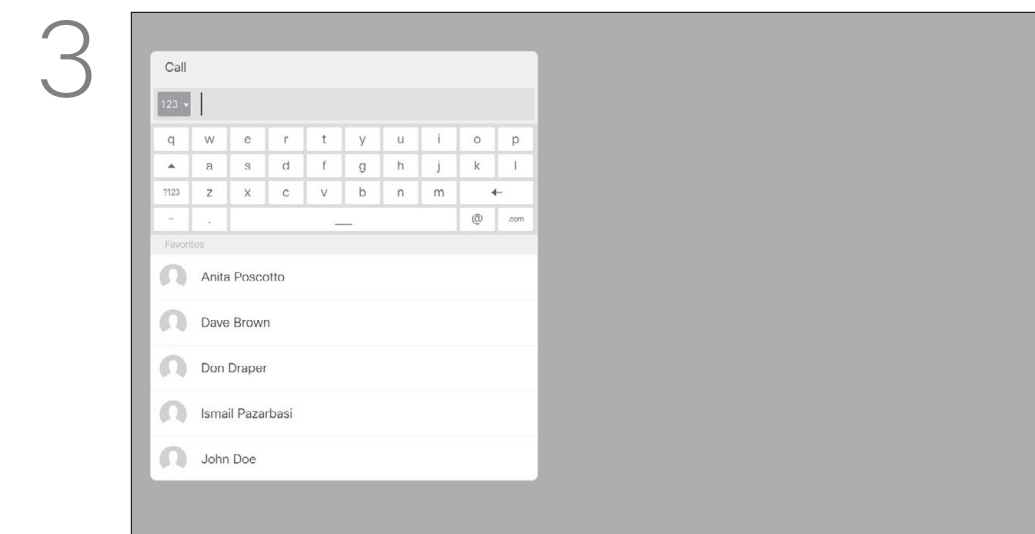 3
Call
123
q w e r t y u i o p
a s d f g h j k l
?123 z x c v b n m
- . @ .com
Favorites
Anita Poscotto
Dave Brown
Don Draper
Ismail Pazarbasi
John Doe